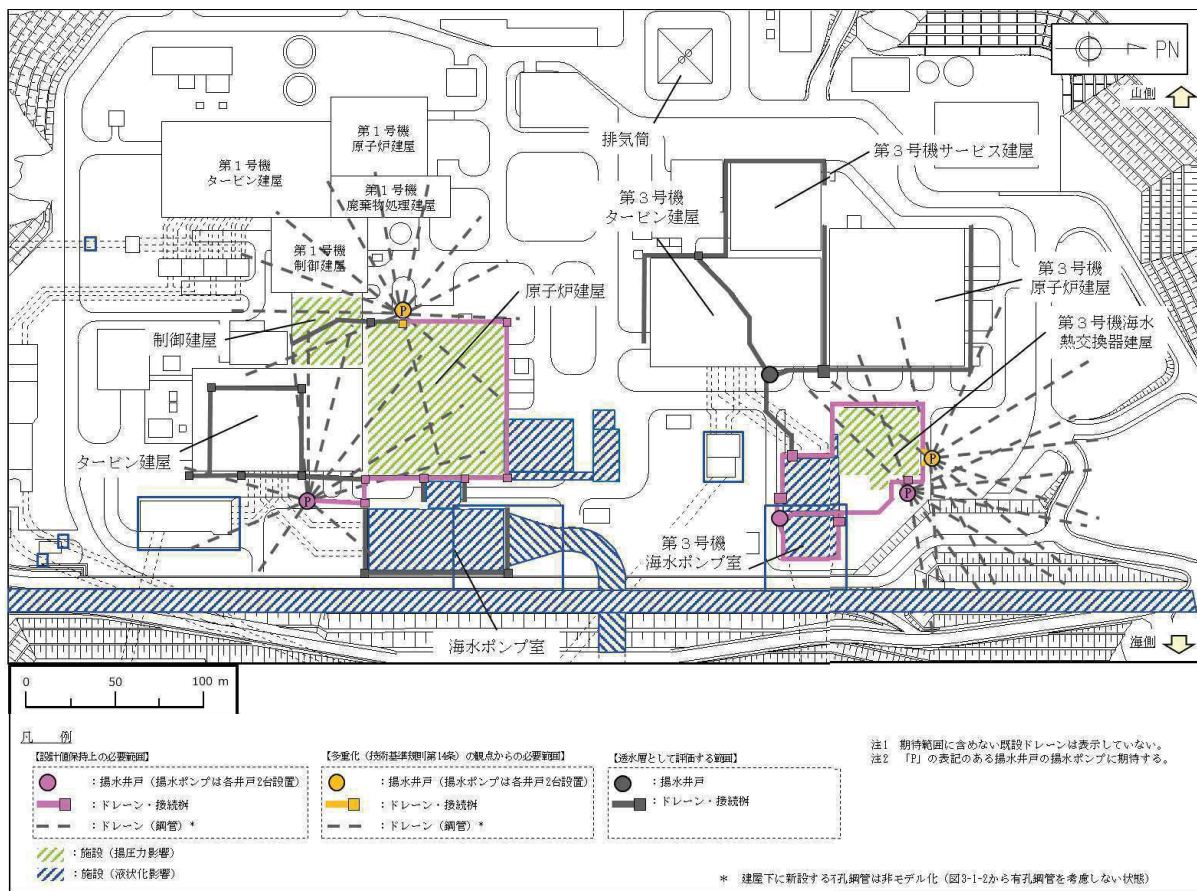 PN
山側
排気筒
第1号機
原子炉建屋
第1号機
タービン建屋
第1号機
廃棄物処理建屋
第1号機
制御建屋
第3号機サービス建屋
第3号機
タービン建屋
第3号機
原子炉建屋
第3号機海水
熱交換器建屋
原子炉建屋
制御建屋
タービン建屋
P
P
P
P
第3号機
海水ポンプ室
海水ポンプ室
海側
0 50 100 m
凡 例
【設計値保持上の必要範囲】
:揚水井戸(揚水ポンプは各井戸2台設置)
:ドレーン・接続桝
:ドレーン(鋼管)*
【多重化(技術基準規則第14条)の観点からの必要範囲】
:揚水井戸(揚水ポンプは各井戸2台設置)
:ドレーン・接続桝
:ドレーン(鋼管)*
【透水層として評価する範囲】
:揚水井戸
:ドレーン・接続桝
:施設(揚圧力影響)
:施設(液状化影響)
注1 期待範囲に含めない既設ドレーンは表示していない。
注2 「P」の表記のある揚水井戸の揚水ポンプに期待する。
* 建屋下に新設する有孔鋼管は非モデル化(図3-1-2から有孔鋼管を考慮しない状態)